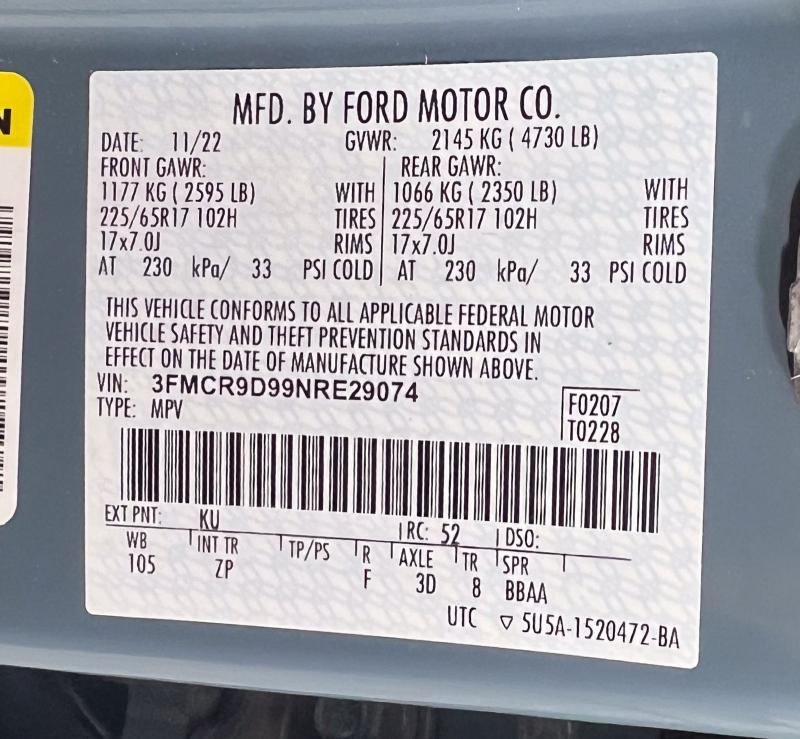 N
MFD. BY FORD MOTOR CO.
DATE: 11/22 GVWR: 2145 KG ( 4730 LB)
FRONT GAWR: REAR GAWR:
1177 KG ( 2595 LB) WITH 1066 KG ( 2350 LB) WITH
225/65R17 102H TIRES 225/65R17 102H TIRES
17x7.0J RIMS 17x7.0J RIMS
AT 230 kPa/ 33 PSI COLD AT 230 kPa/ 33 PSI COLD
THIS VEHICLE CONFORMS TO ALL APPLICABLE FEDERAL MOTOR
VEHICLE SAFETY AND THEFT PREVENTION STANDARDS IN
EFFECT ON THE DATE OF MANUFACTURE SHOWN ABOVE.
VIN: 3FMCR9D99NRE29074
TYPE: MPV F0207
T0228
EXT PNT: KU RC: 52 DSO:
WB INT TR TP/PS R AXLE TR SPR
105 ZP F 3D 8 BBAA
UTC ▽ 5U5A-1520472-BA